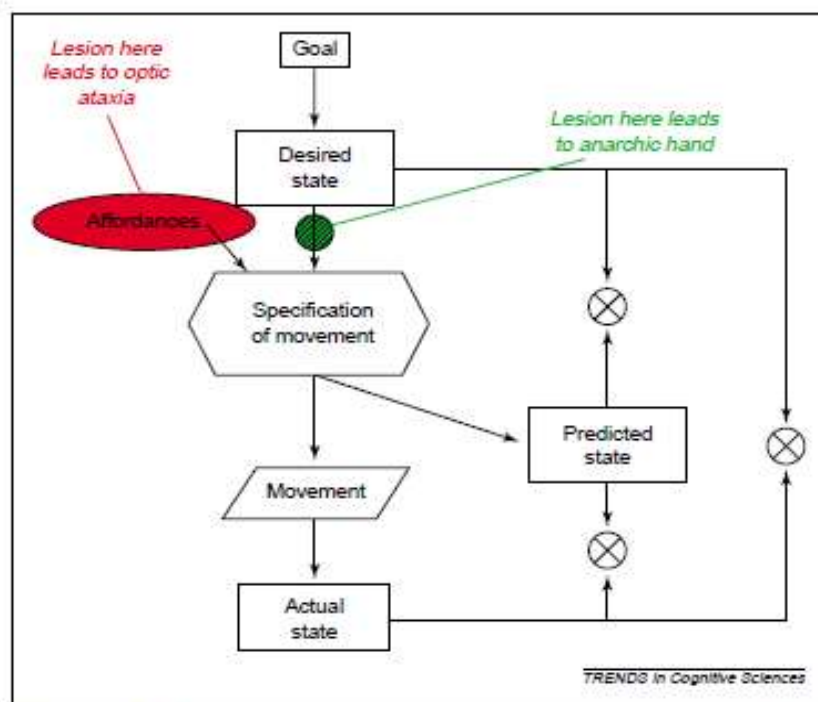 Lesion here
leads to optic
ataxia
Goal
Lesion here leads
to anarchic hand
Desired
state
Affordances
Specification
of movement
Predicted
state
Movement
Actual
state
TRENDS in Cognitive Sciences